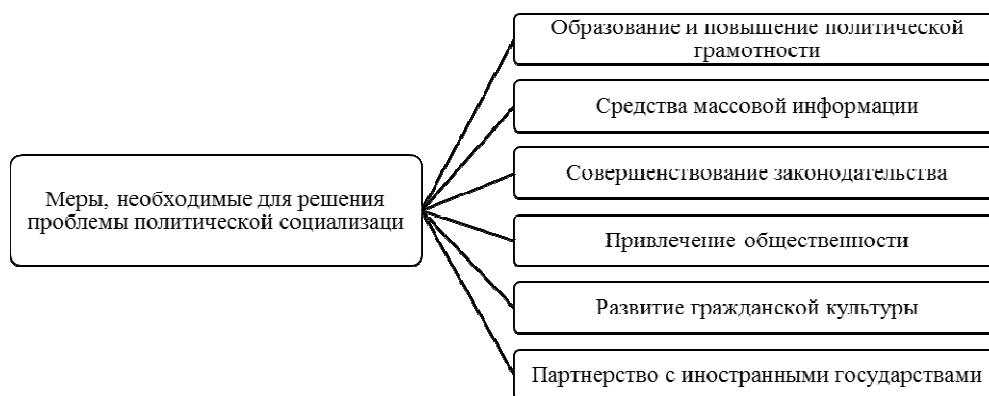 Меры, необходимые для решения
проблемы политической социализаци
Образование и повышение политической
грамотности
Средства массовой информации
Совершенствование законодательства
Привлечение общественности
Развитие гражданской культуры
Партнерство с иностранными государствами